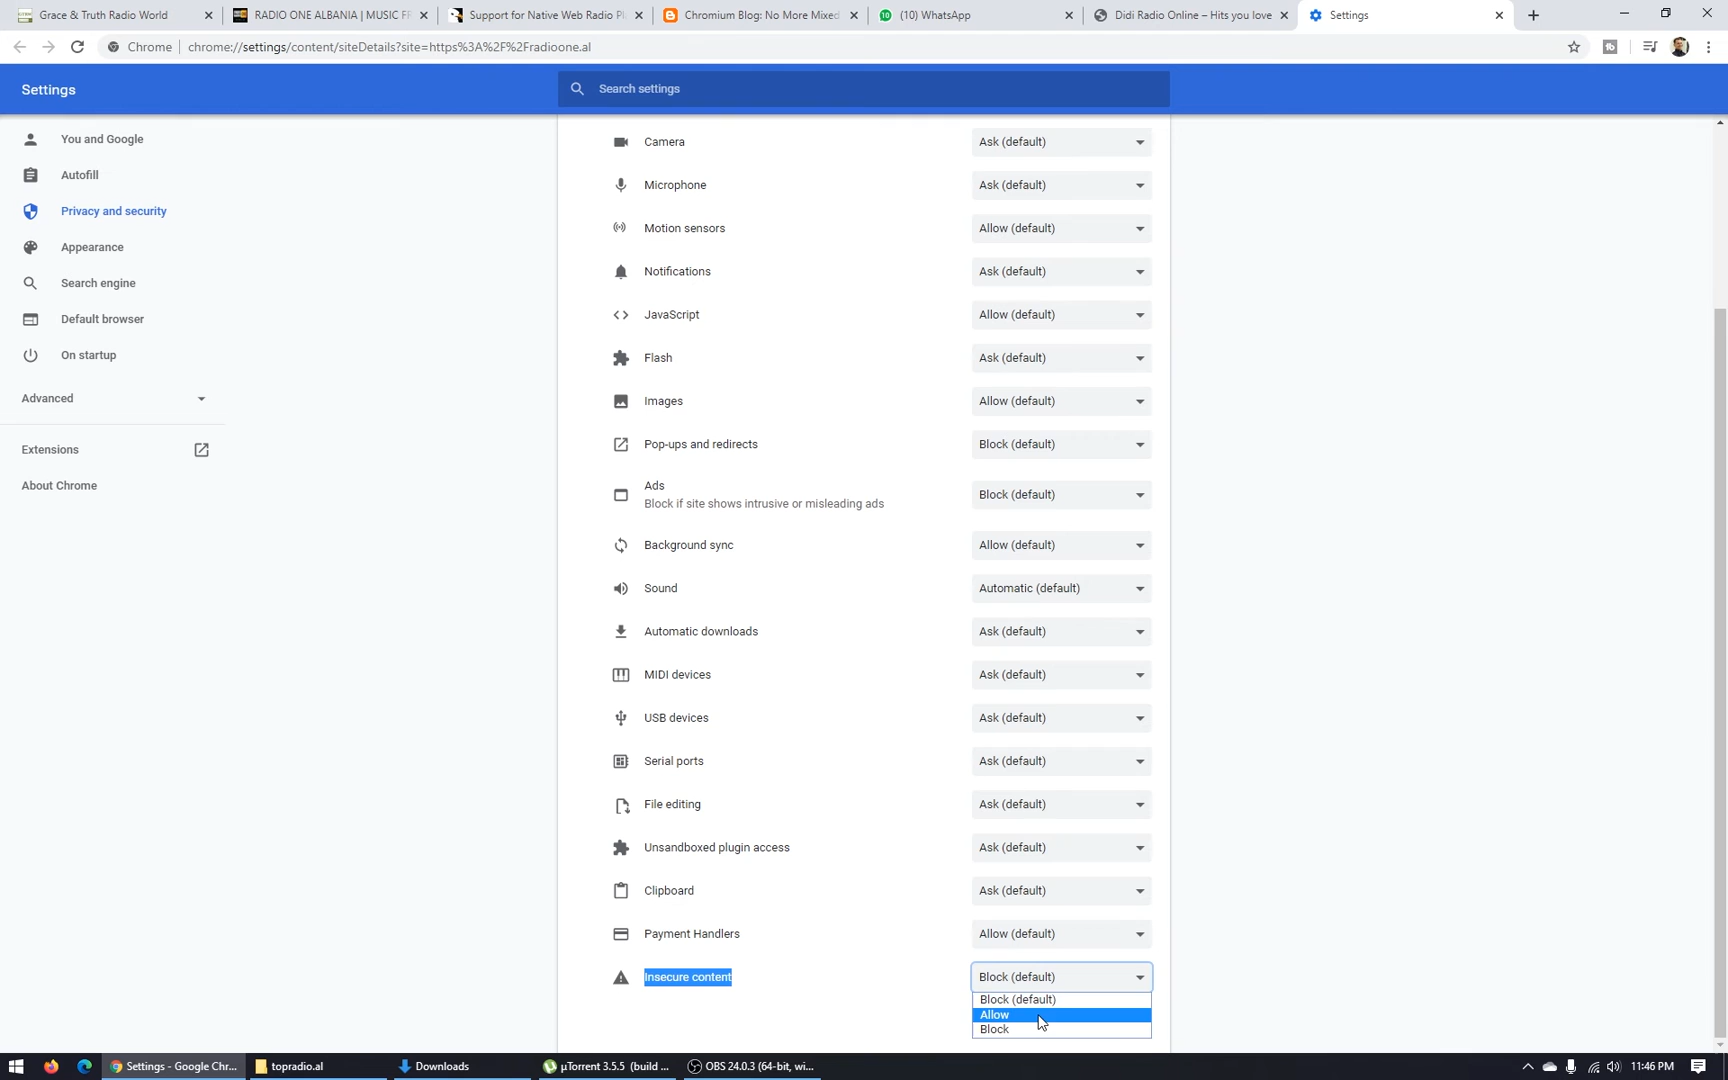 Grace & Truth Radio World
RADIO ONE ALBANIA | MUSIC FR
Support for Native Web Radio Pl
Chromium Blog: No More Mixed
(10) WhatsApp
Didi Radio Online – Hits you love
Settings
Chrome
chrome://settings/content/siteDetails?site=https%3A%2F%2Fradioone.al
Settings
Search settings
You and Google
Autofill
Privacy and security
Appearance
Search engine
Default browser
On startup
Advanced
Extensions
About Chrome
Camera Ask (default)
Microphone Ask (default)
Motion sensors Allow (default)
Notifications Ask (default)
JavaScript Allow (default)
Flash Ask (default)
Images Allow (default)
Pop-ups and redirects Block (default)
Ads Block (default)
Block if site shows intrusive or misleading ads
Background sync Allow (default)
Sound Automatic (default)
Automatic downloads Ask (default)
MIDI devices Ask (default)
USB devices Ask (default)
Serial ports Ask (default)
File editing Ask (default)
Unsandboxed plugin access Ask (default)
Clipboard Ask (default)
Payment Handlers Allow (default)
Insecure content Block (default)
Block (default)
Allow
Block
Settings - Google Chr...
topradio.al
Downloads
µTorrent 3.5.5 (build ...
OBS 24.0.3 (64-bit, wi...
11:46 PM